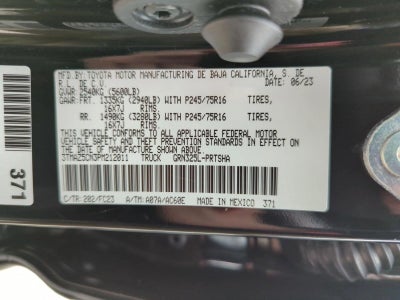 MFD.BY:TOYOTA MOTOR MANUFACTURING DE BAJA CALIFORNIA, S. DE
R.L. DE C.V. 06/23
GVWR 2540KG (5600LB)
GAWR:FRT. 1335KG (2940LB) WITH P245/75R16 TIRES,
16X7J RIMS
RR. 1490KG (3280LB) WITH P245/75R16 TIRES,
16X7J RIMS
THIS VEHICLE CONFORMS TO ALL APPLICABLE FEDERAL MOTOR
VEHICLE SAFETY AND THEFT PREVENTION STANDARDS IN EFFECT ON
THE DATE OF MANUFACTURE SHOWN ABOVE.
3TMAZ5CN3PM212011 TRUCK GRN325L-PRTSHA
C/TR: 202/FC23 A/TM: A07A/AC60E MADE IN MEXICO 371
371